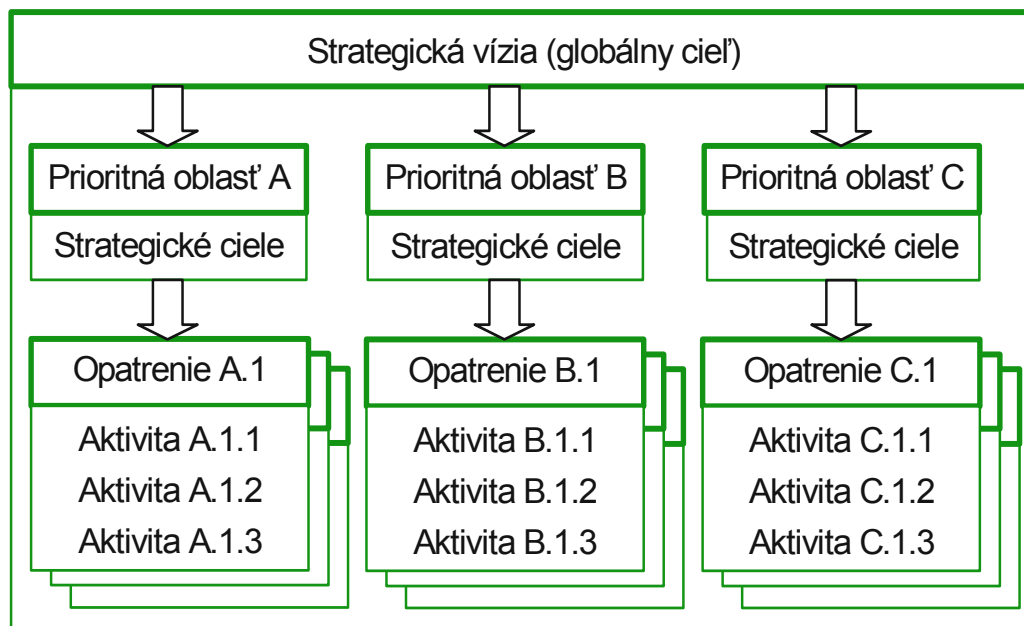 Strategická vízia (globálny cieľ)
Prioritná oblasť A
Strategické ciele
Opatrenie A.1
Aktivita A.1.1
Aktivita A.1.2
Aktivita A.1.3
Prioritná oblasť B
Strategické ciele
Opatrenie B.1
Aktivita B.1.1
Aktivita B.1.2
Aktivita B.1.3
Prioritná oblasť C
Strategické ciele
Opatrenie C.1
Aktivita C.1.1
Aktivita C.1.2
Aktivita C.1.3